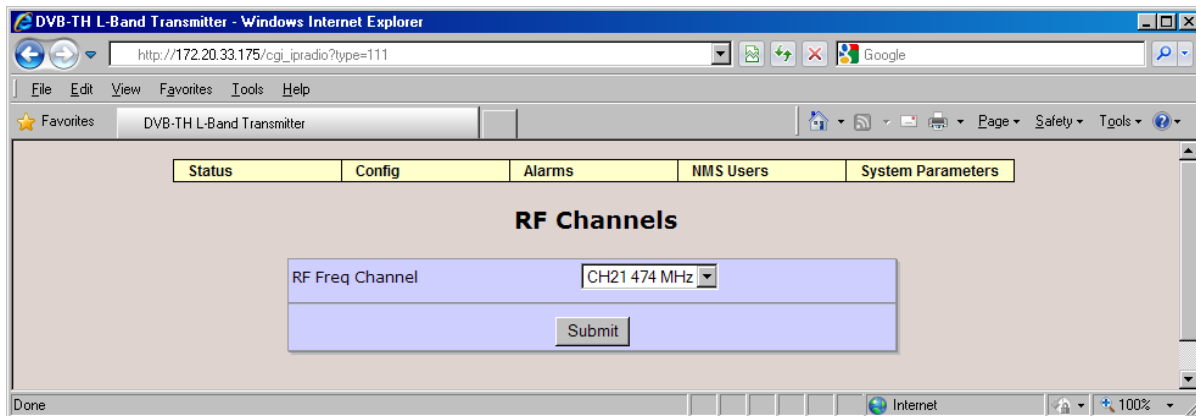 DVB-TH L-Band Transmitter - Windows Internet Explorer
http://172.20.33.175/cgi_ipradio?type=111
Google
File Edit View Favorites Tools Help
Favorites DVB-TH L-Band Transmitter Page Safety Tools
Status Config Alarms NMS Users System Parameters
RF Channels
RF Freq Channel CH21 474 MHz
Submit
Done Internet 100%